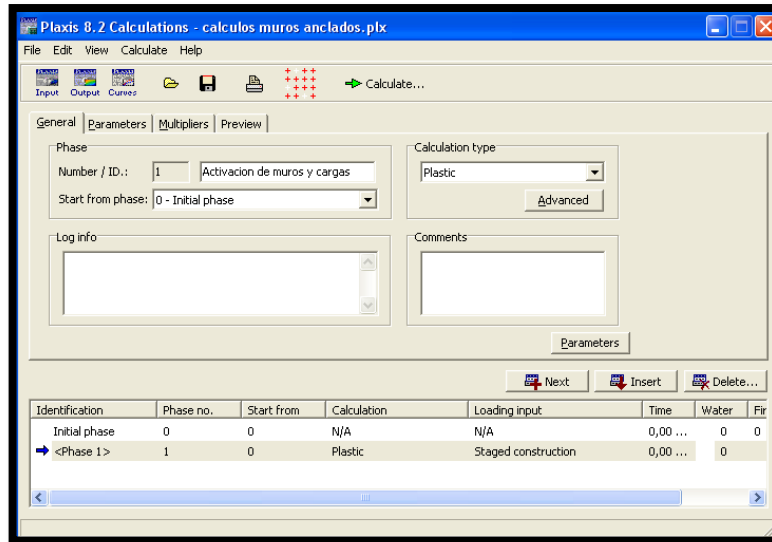 Plaxis 8.2 Calculations - calculos muros anclados.plx
File Edit View Calculate Help
Input Output Curves Calculate...
General Parameters Multipliers Preview
Phase
Number / ID.: 1 Activacion de muros y cargas
Start from phase: 0 - Initial phase
Calculation type
Plastic
Advanced
Log info
Comments
Parameters
Next Insert Delete...
Identification Phase no. Start from Calculation Loading input Time Water Fir
Initial phase 0 0 N/A N/A 0,00 ... 0 0
<Phase 1> 1 0 Plastic Staged construction 0,00 ... 0